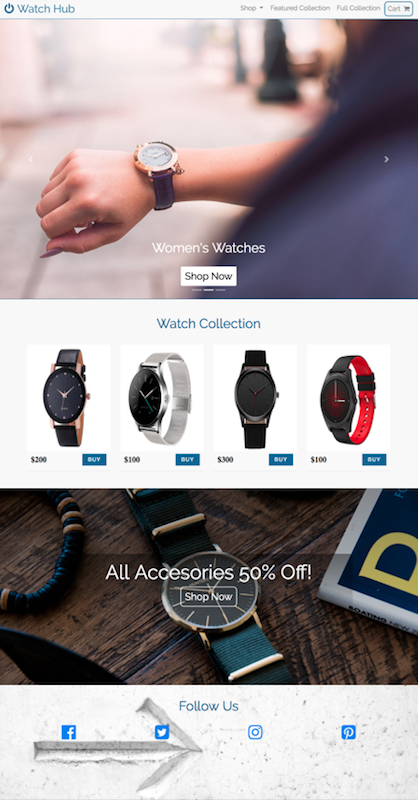 Watch Hub
Shop
Featured Collection
Full Collection
Cart
Women's Watches
Shop Now
Watch Collection
$200
BUY
$100
BUY
$300
BUY
$100
BUY
All Accesories 50% Off!
Shop Now
BOATING
Follow Us